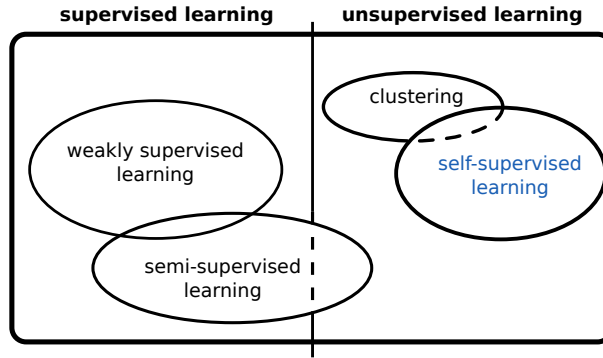 supervised learning
unsupervised learning
clustering
weakly supervised
learning
self-supervised
learning
semi-supervised
learning